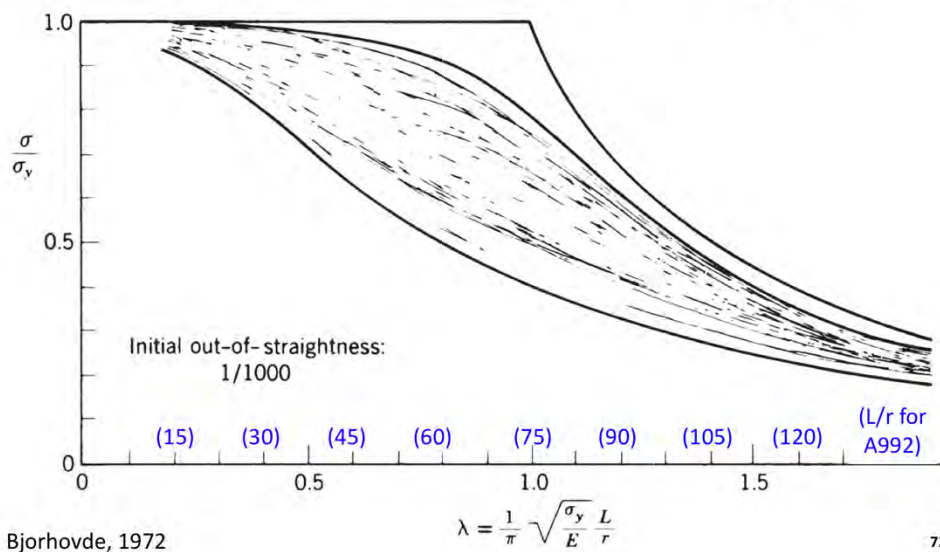 1.0
σ/σy
0.5
Initial out-of-straightness:
1/1000
(15) (30) (45) (60) (75) (90) (105) (120) (L/r for A992)
0
0.5 1.0 1.5
λ = 1/π √(σy/E) L/r
Bjorhovde, 1972